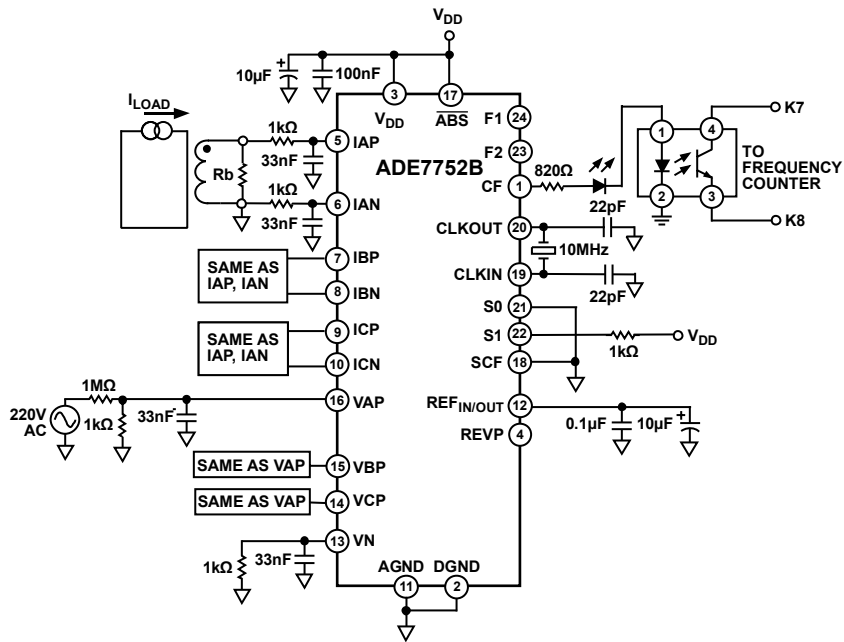 VDD
10µF
+
100nF
3
VDD
17
ABS
ILOAD
1kΩ
5
IAP
33nF
Rb
1kΩ
6
IAN
33nF
ADE7752B
SAME AS
IAP, IAN
7
IBP
8
IBN
SAME AS
IAP, IAN
9
ICP
10
ICN
1MΩ
220V
AC
1kΩ
33nF
16
VAP
SAME AS VAP
15
VBP
SAME AS VAP
14
VCP
13
VN
1kΩ
33nF
AGND
11
DGND
2
F1
24
F2
23
CF
1
820Ω
1
2
4
3
K7
TO
FREQUENCY
COUNTER
K8
CLKOUT
20
22pF
10MHz
CLKIN
19
22pF
S0
21
S1
22
1kΩ
VDD
SCF
18
REFIN/OUT
12
0.1µF
10µF
+
REVP
4